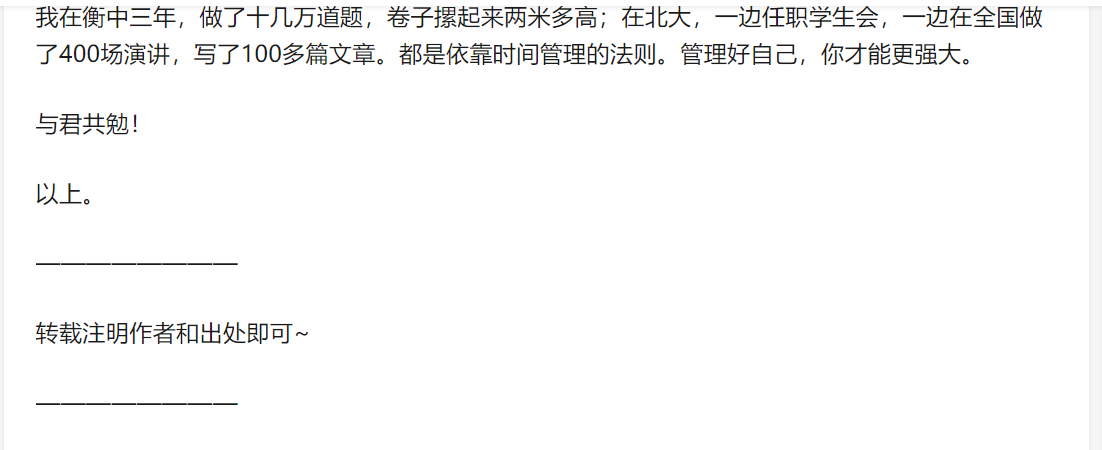 我在衡中三年，做了十几万道题，卷子摞起来两米多高；在北大，一边任职学生会，一边在全国做
了400场演讲，写了100多篇文章。都是依靠时间管理的法则。管理好自己，你才能更强大。
与君共勉！
以上。
—————————
转载注明作者和出处即可~
—————————